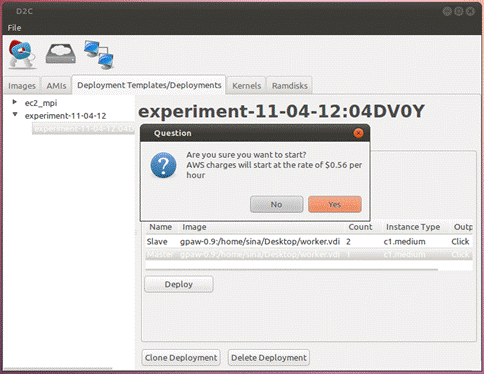 D2C
File
Images AMIs Deployment Templates/Deployments Kernels Ramdisks
ec2_mpi
experiment-11-04-12
experiment-11-04-12:04D
experiment-11-04-12:04DV0Y
Question
Are you sure you want to start?
AWS charges will start at the rate of $0.56 per
hour
No Yes
Name Image Count Instance Type Outp
Slave gpaw-0.9:/home/sina/Desktop/worker.vdi 2 c1.medium Click
Master gpaw-0.9:/home/sina/Desktop/worker.vdi 1 c1.medium Click
Deploy
Clone Deployment Delete Deployment